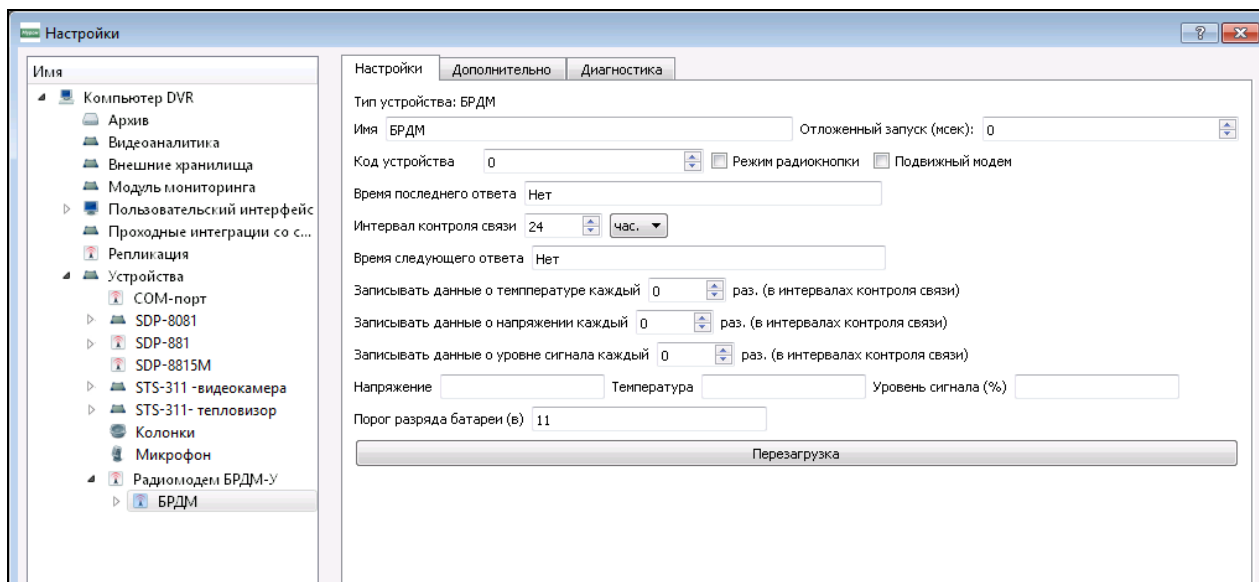 Настройки
Имя
Компьютер DVR
Архив
Видеоаналитика
Внешние хранилища
Модуль мониторинга
Пользовательский интерфейс
Проходные интеграции со с...
Репликация
Устройства
COM-порт
SDP-8081
SDP-881
SDP-8815M
STS-311 -видеокамера
STS-311- тепловизор
Колонки
Микрофон
Радиомодем БРДМ-У
БРДМ
Настройки Дополнительно Диагностика
Тип устройства: БРДМ
Имя БРДМ Отложенный запуск (мсек): 0
Код устройства 0 Режим радиокнопки Подвижный модем
Время последнего ответа Нет
Интервал контроля связи 24 час.
Время следующего ответа Нет
Записывать данные о темппературе каждый 0 раз. (в интервалах контроля связи)
Записывать данные о напряжении каждый 0 раз. (в интервалах контроля связи)
Записывать данные о уровне сигнала каждый 0 раз. (в интервалах контроля связи)
Напряжение Температура Уровень сигнала (%)
Порог разряда батареи (в) 11
Перезагрузка